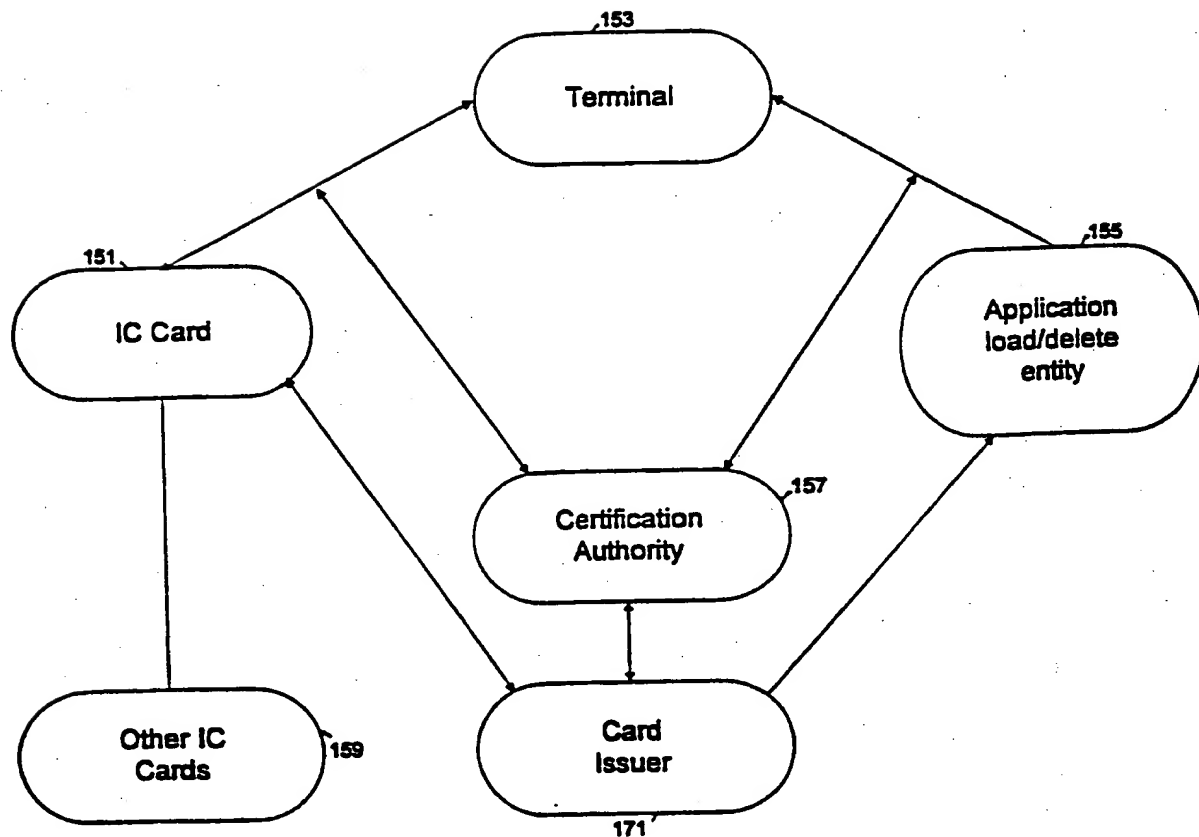 153
Terminal
151
IC Card
155
Application
load/delete
entity
157
Certification
Authority
Other IC
Cards
159
Card
Issuer
171